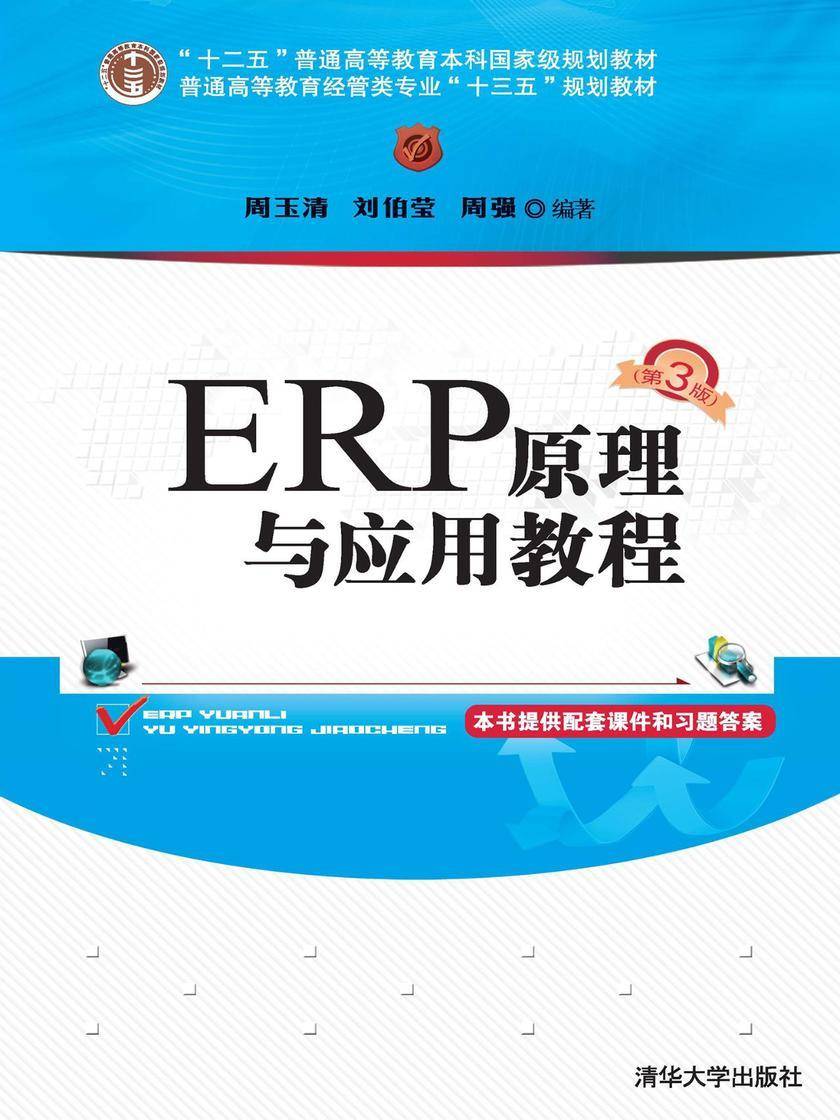 “十二五”普通高等教育本科国家级规划教材
普通高等教育经管类专业“十三五”规划教材
周玉清 刘伯莹 周强◎编著
(第3版)
ERP原理
与应用教程
ERP YUANLI
YU YINGYONG JIAOCHENG
本书提供配套课件和习题答案
清华大学出版社